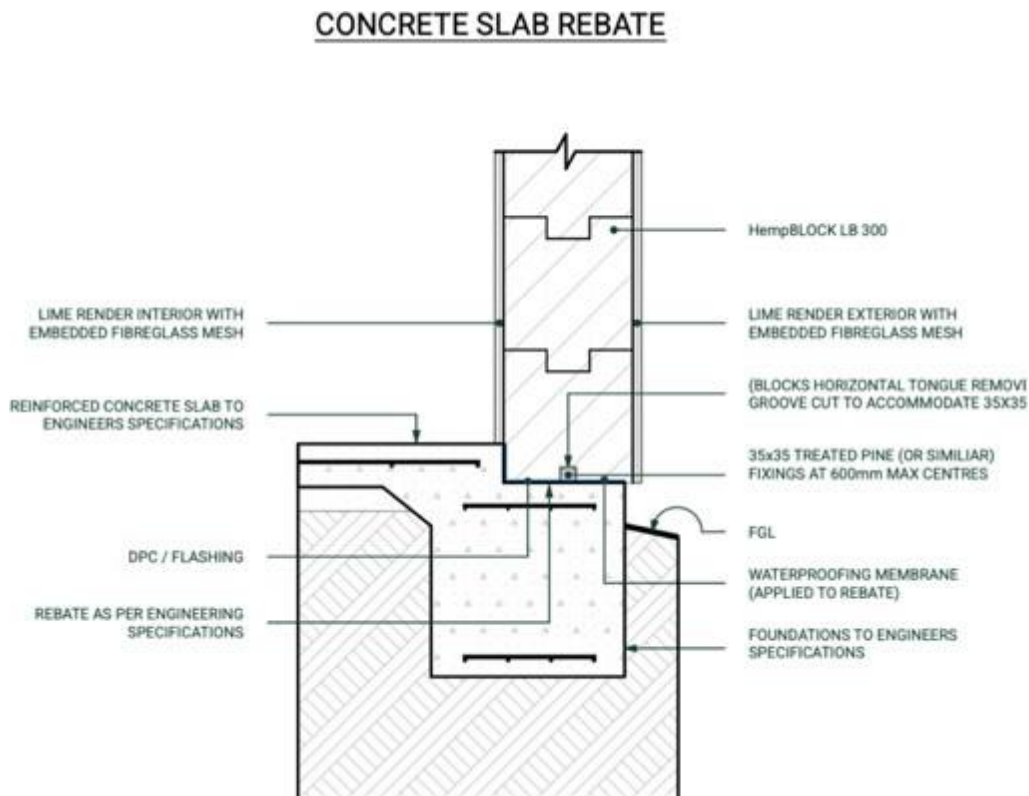 CONCRETE SLAB REBATE
HempBLOCK LB 300
LIME RENDER INTERIOR WITH
EMBEDDED FIBREGLASS MESH
LIME RENDER EXTERIOR WITH
EMBEDDED FIBREGLASS MESH
REINFORCED CONCRETE SLAB TO
ENGINEERS SPECIFICATIONS
(BLOCKS HORIZONTAL TONGUE REMOVI
GROOVE CUT TO ACCOMMODATE 35X35
35x35 TREATED PINE (OR SIMILIAR)
FIXINGS AT 600mm MAX CENTRES
FGL
DPC / FLASHING
WATERPROOFING MEMBRANE
(APPLIED TO REBATE)
REBATE AS PER ENGINEERING
SPECIFICATIONS
FOUNDATIONS TO ENGINEERS
SPECIFICATIONS